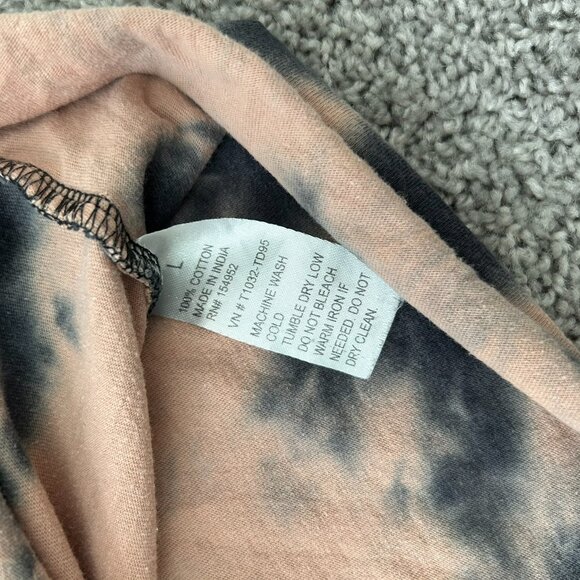 L
100% COTTON
MADE IN INDIA
RN# 154952
VN # T1032-TD95
MACHINE WASH
COLD
TUMBLE DRY LOW
DO NOT BLEACH
WARM IRON IF
NEEDED. DO NOT
DRY CLEAN.